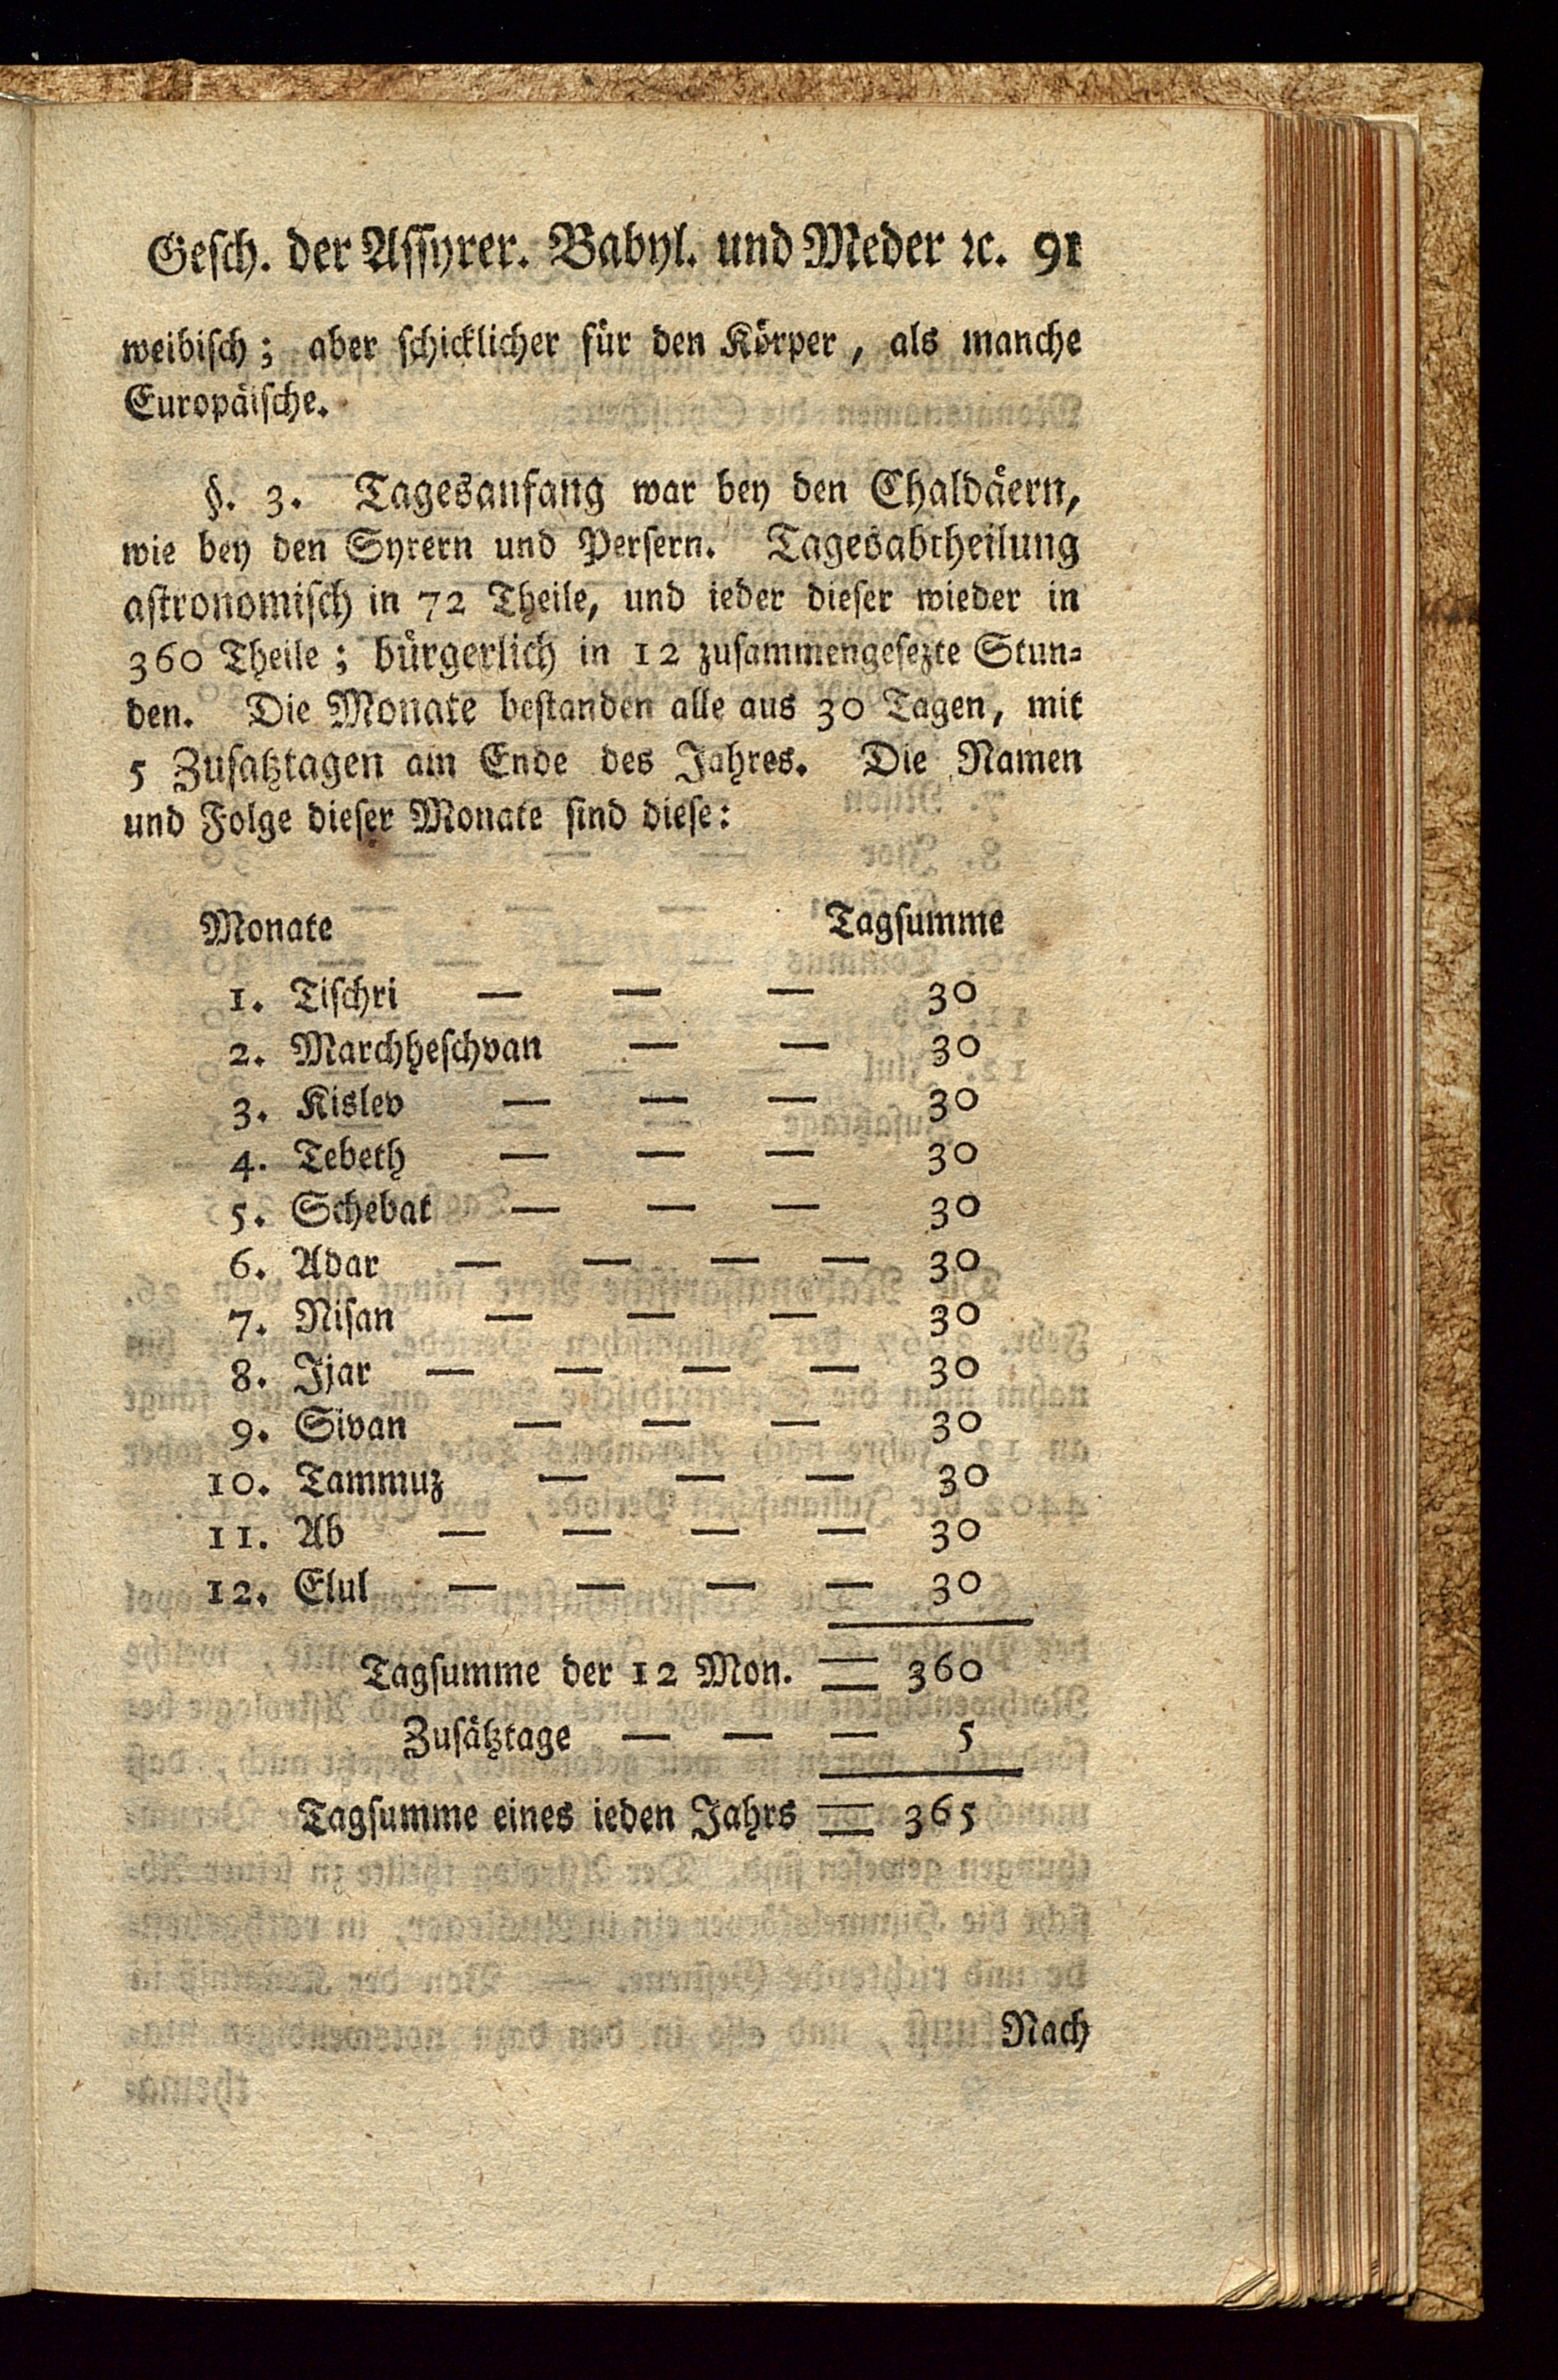 Gesch. der Assyrer. Babyl. und Meder ꝛc. 91
weibisch; aber schicklicher für den Körper, als manche
Europäische.
§. 3. Tagesanfang war bey den Chaldäern,
wie bey den Syrern und Persern. Tagesabtheilung
astronomisch in 72 Theile, und ieder dieser wieder in
360 Theile; bürgerlich in 12 zusammengesezte Stun-
den. Die Monate bestanden alle aus 30 Tagen, mit
5 Zusatztagen am Ende des Jahres. Die Namen
und Folge dieser Monate sind diese:
Monate Tagsumme
1. Tischri — — — 30
2. Marchheschvan — — 30
3. Kislev — — — 30
4. Tebeth — — — 30
5. Schebat — — — 30
6. Adar — — — — 30
7. Nisan — — — 30
8. Ijar — — — — 30
9. Sivan — — — 30
10. Tammuz — — — 30
11. Ab — — — — 30
12. Elul — — — — 30
Tagsumme der 12 Mon. = 360
Zusätztage — — — 5
Tagsumme eines ieden Jahrs = 365
Nach